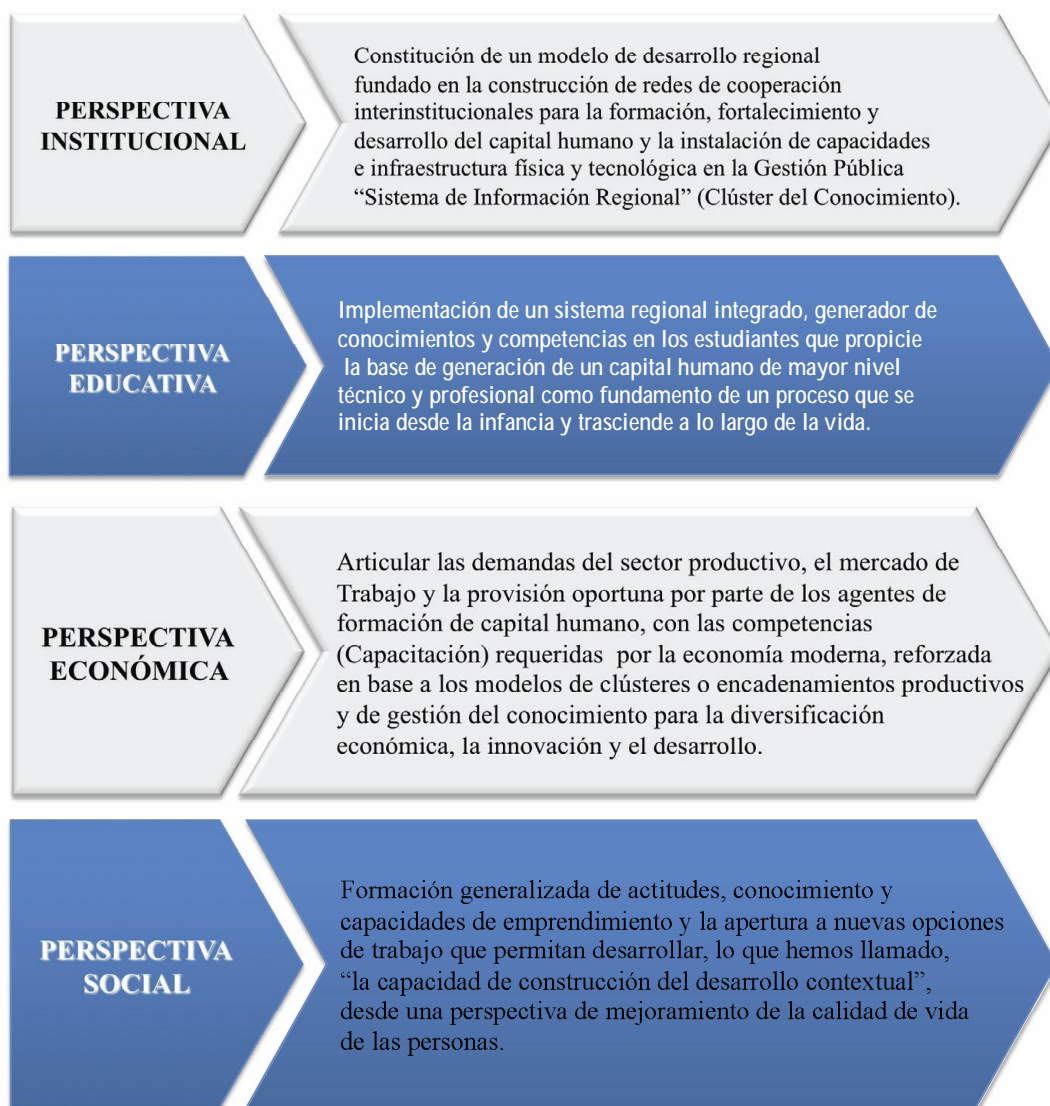 PERSPECTIVA
INSTITUCIONAL
Constitución de un modelo de desarrollo regional
fundado en la construcción de redes de cooperación
interinstitucionales para la formación, fortalecimiento y
desarrollo del capital humano y la instalación de capacidades
e infraestructura física y tecnológica en la Gestión Pública
“Sistema de Información Regional” (Clúster del Conocimiento).
PERSPECTIVA
EDUCATIVA
Implementación de un sistema regional integrado, generador de
conocimientos y competencias en los estudiantes que propicie
la base de generación de un capital humano de mayor nivel
técnico y profesional como fundamento de un proceso que se
inicia desde la infancia y trasciende a lo largo de la vida.
PERSPECTIVA
ECONÓMICA
Articular las demandas del sector productivo, el mercado de
Trabajo y la provisión oportuna por parte de los agentes de
formación de capital humano, con las competencias
(Capacitación) requeridas por la economía moderna, reforzada
en base a los modelos de clústeres o encadenamientos productivos
y de gestión del conocimiento para la diversificación
económica, la innovación y el desarrollo.
PERSPECTIVA
SOCIAL
Formación generalizada de actitudes, conocimiento y
capacidades de emprendimiento y la apertura a nuevas opciones
de trabajo que permitan desarrollar, lo que hemos llamado,
“la capacidad de construcción del desarrollo contextual”,
desde una perspectiva de mejoramiento de la calidad de vida
de las personas.